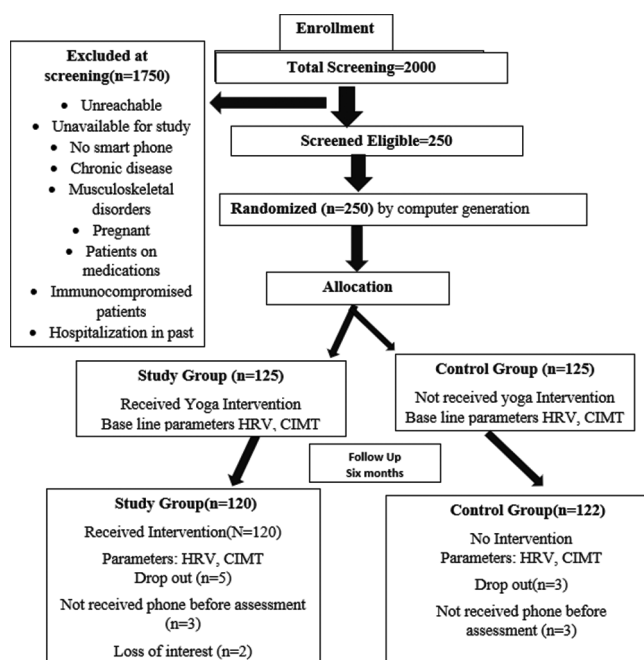 Enrollment
Total Screening=2000
Excluded at
screening(n=1750)
• Unreachable
• Unavailable for study
• No smart phone
• Chronic disease
• Musculoskeletal
disorders
• Pregnant
• Patients on
medications
• Immunocompromised
patients
• Hospitalization in past
Screened Eligible=250
Randomized (n=250) by computer generation
Allocation
Study Group (n=125)
Received Yoga Intervention
Base line parameters HRV, CIMT
Control Group (n=125)
Not received yoga Intervention
Base line parameters HRV, CIMT
Follow Up
Six months
Study Group(n=120)
Received Intervention(N=120)
Parameters: HRV, CIMT
Drop out (n=5)
Not received phone before assessment
(n=3)
Loss of interest (n=2)
Control Group(n=122)
No Intervention
Parameters: HRV, CIMT
Drop out(n=3)
Not received phone before
assessment (n=3)